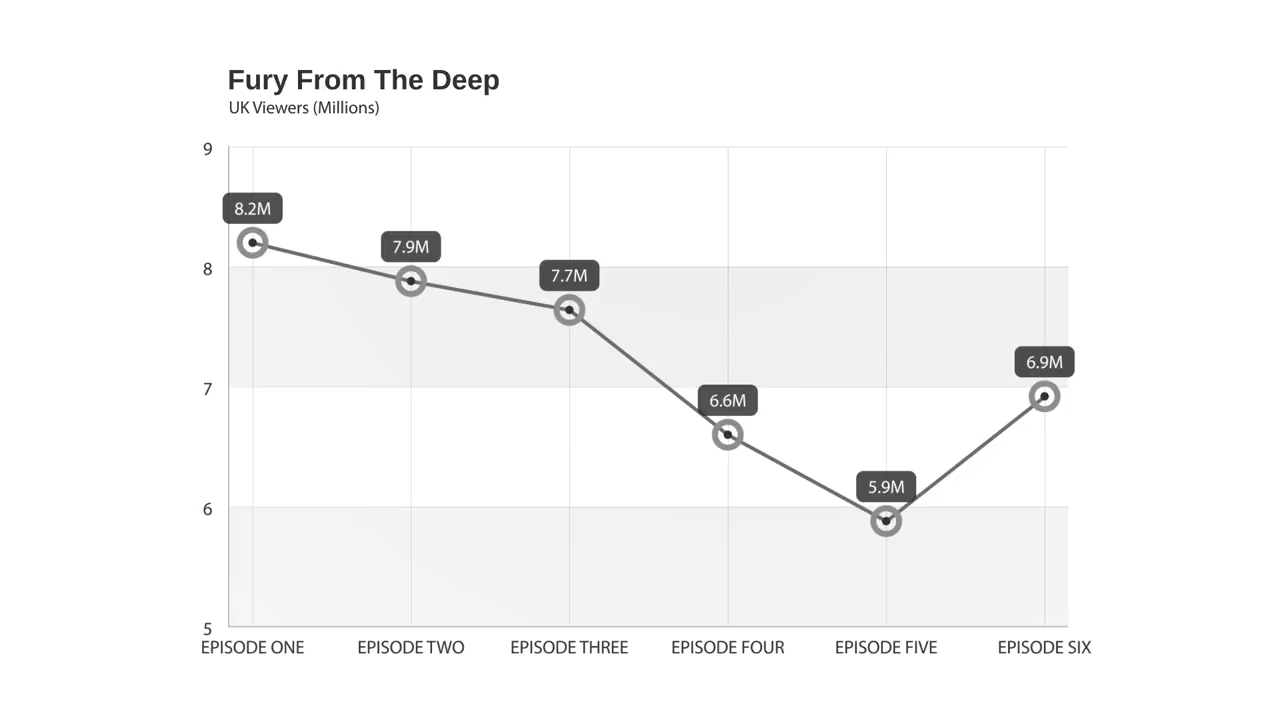 Fury From The Deep
UK Viewers (Millions)
9
8.2M
7.9M
8
7.7M
6.9M
7
6.6M
5.9M
6
5
EPISODE ONE EPISODE TWO EPISODE THREE EPISODE FOUR EPISODE FIVE EPISODE SIX